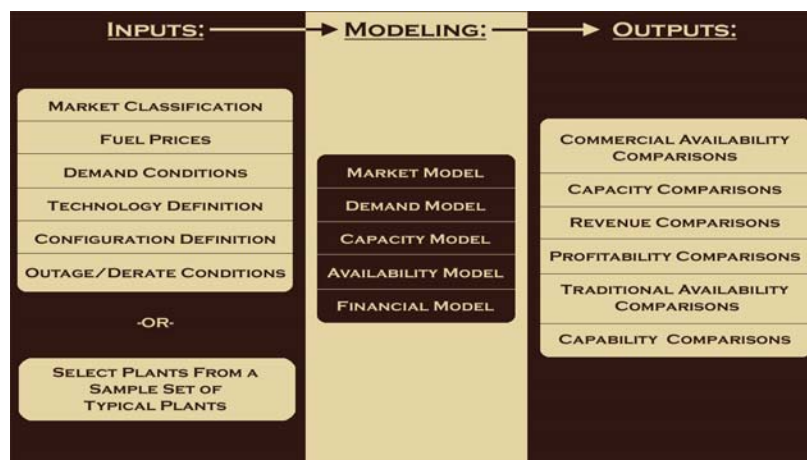 INPUTS:
MARKET CLASSIFICATION
FUEL PRICES
DEMAND CONDITIONS
TECHNOLOGY DEFINITION
CONFIGURATION DEFINITION
OUTAGE/DERATE CONDITIONS
-OR-
SELECT PLANTS FROM A
SAMPLE SET OF
TYPICAL PLANTS
MODELING:
MARKET MODEL
DEMAND MODEL
CAPACITY MODEL
AVAILABILITY MODEL
FINANCIAL MODEL
OUTPUTS:
COMMERCIAL AVAILABILITY
COMPARISONS
CAPACITY COMPARISONS
REVENUE COMPARISONS
PROFITABILITY COMPARISONS
TRADITIONAL AVAILABILITY
COMPARISONS
CAPABILITY COMPARISONS